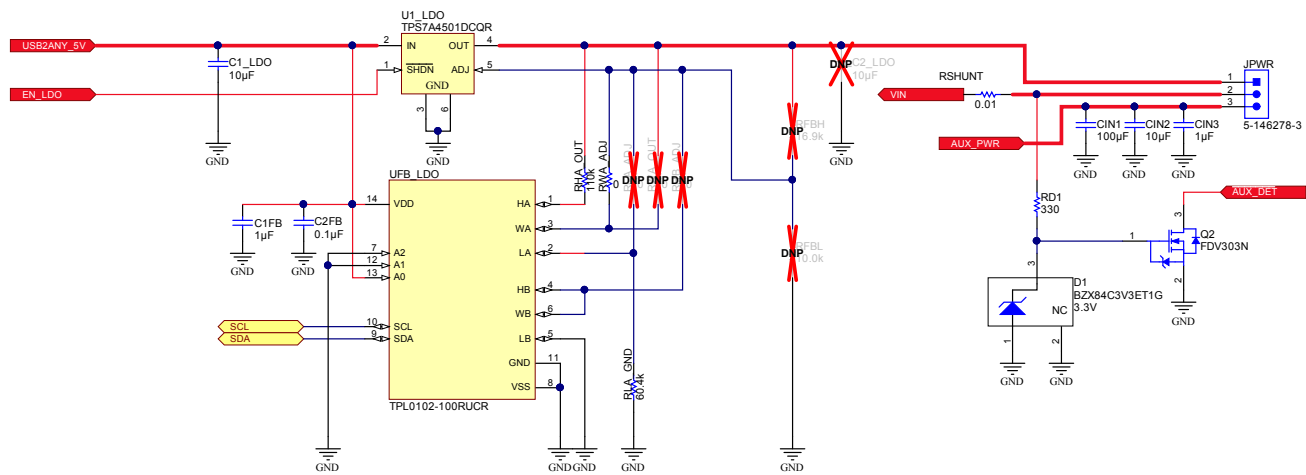 U1_LDO
TPS7A4501DCQR
USB2ANY_5V
2
IN
OUT
4
C1_LDO
10µF
1
SHDN
ADJ
5
GND
3
6
EN_LDO
GND
GND
DNP
C2_LDO
10µF
GND
RSHUNT
VIN
0.01
JPWR
1
2
3
5-146278-3
CIN1
100µF
CIN2
10µF
CIN3
1µF
AUX_PWR
GND
GND
GND
DNP
RFBH
16.9k
RHA_OUT
110k
RWA_ADJ
0
DNP
DNP
DNP
UFB_LDO
14
VDD
HA
1
WA
3
LA
2
HB
4
WB
6
LB
5
GND
11
VSS
8
7
A2
12
A1
13
A0
10
SCL
9
SDA
TPL0102-100RUCR
C1FB
1µF
C2FB
0.1µF
GND
GND
SCL
SDA
GND
GND
GND
RLA_GND
60.4k
GND
DNP
RFBL
10.0k
GND
RD1
330
AUX_DET
3
1
Q2
FDV303N
2
GND
3
D1
BZX84C3V3ET1G
3.3V
NC
1
2
GND
GND